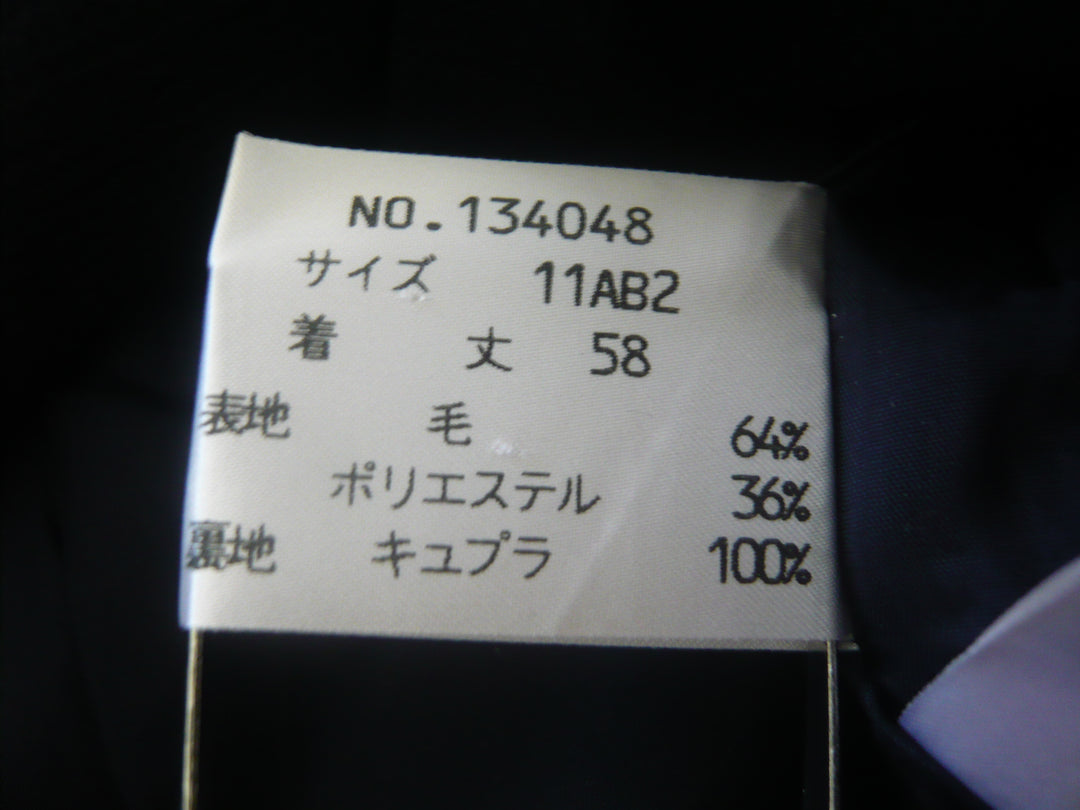 NO.134048
サイズ 11AB2
着 丈 58
表地 毛 64%
ポリエステル 36%
裏地 キュプラ 100%